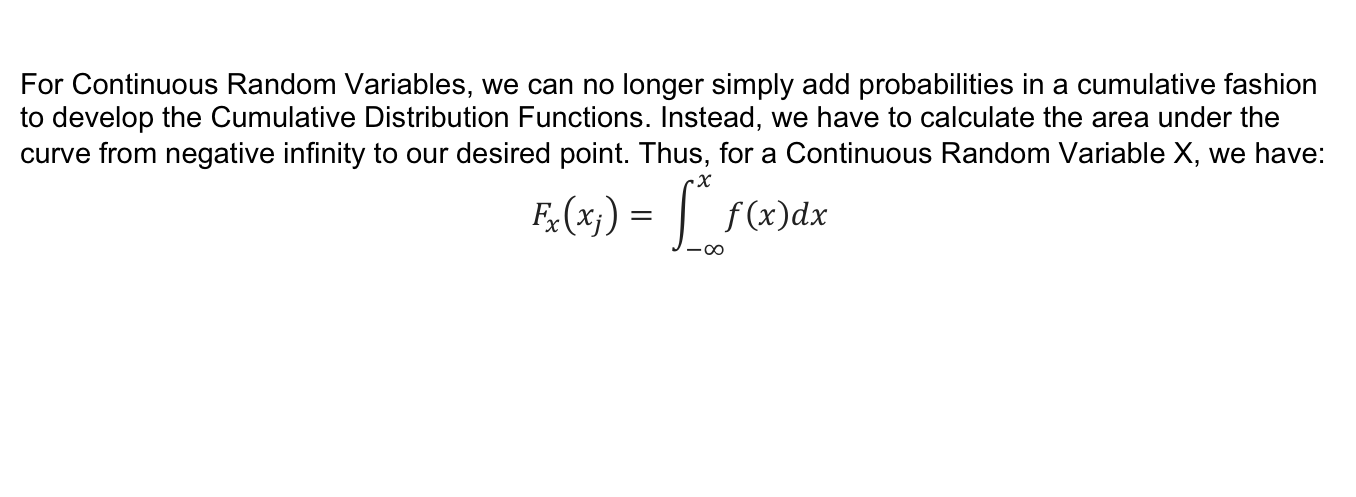 For Continuous Random Variables, we can no longer simply add probabilities in a cumulative fashion
to develop the Cumulative Distribution Functions. Instead, we have to calculate the area under the
curve from negative infinity to our desired point. Thus, for a Continuous Random Variable X, we have:
$F_x(x_j) = \int_{-\infty}^{x} f(x)dx$